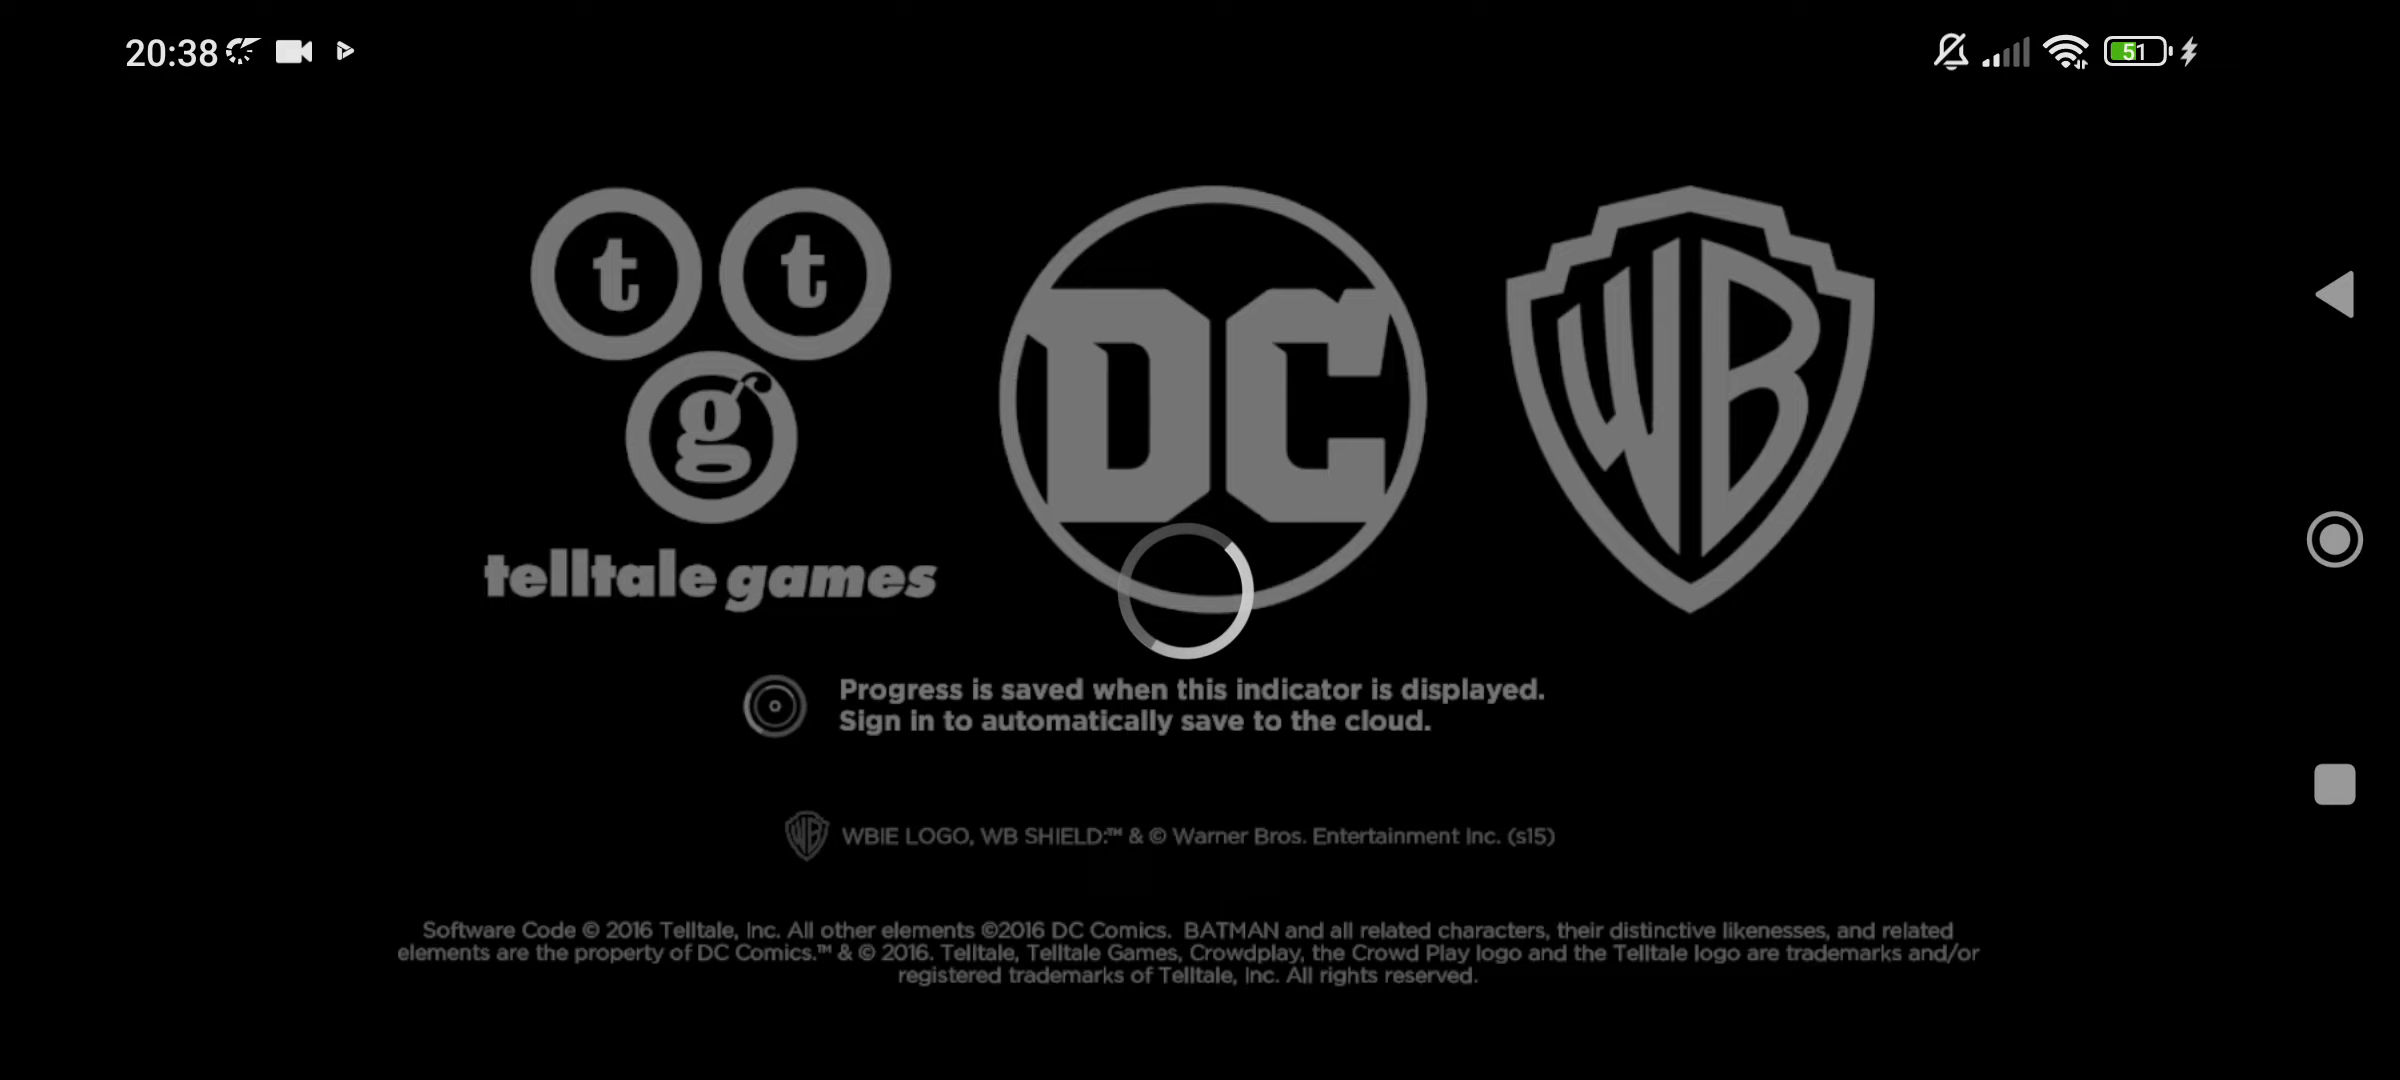 20:38
51
t t
g
DC
WB
telltale games
Progress is saved when this indicator is displayed.
Sign in to automatically save to the cloud.
WBIE LOGO, WB SHIELD:™ & © Warner Bros. Entertainment Inc. (s15)
Software Code © 2016 Telltale, Inc. All other elements ©2016 DC Comics. BATMAN and all related characters, their distinctive likenesses, and related
elements are the property of DC Comics.™ & © 2016. Telltale, Telltale Games, Crowdplay, the Crowd Play logo and the Telltale logo are trademarks and/or
registered trademarks of Telltale, Inc. All rights reserved.